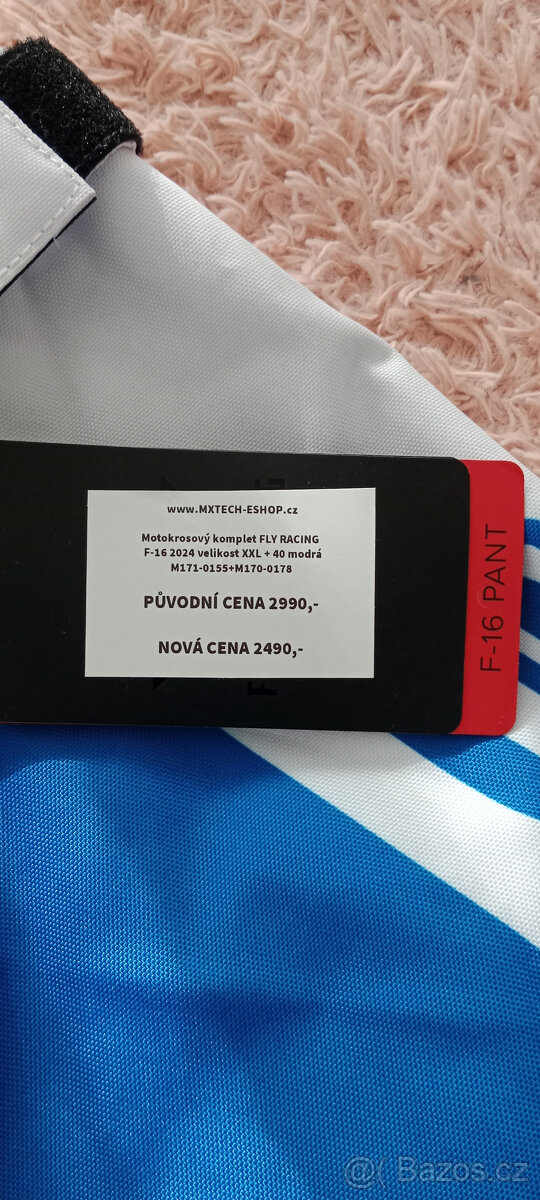 www.MXTECH-ESHOP.cz
Motokrosový komplet FLY RACING
F-16 2024 velikost XXL + 40 modrá
M171-0155+M170-0178
PŮVODNÍ CENA 2990,-
NOVÁ CENA 2490,-
F-16 PANT
Bazos.cz